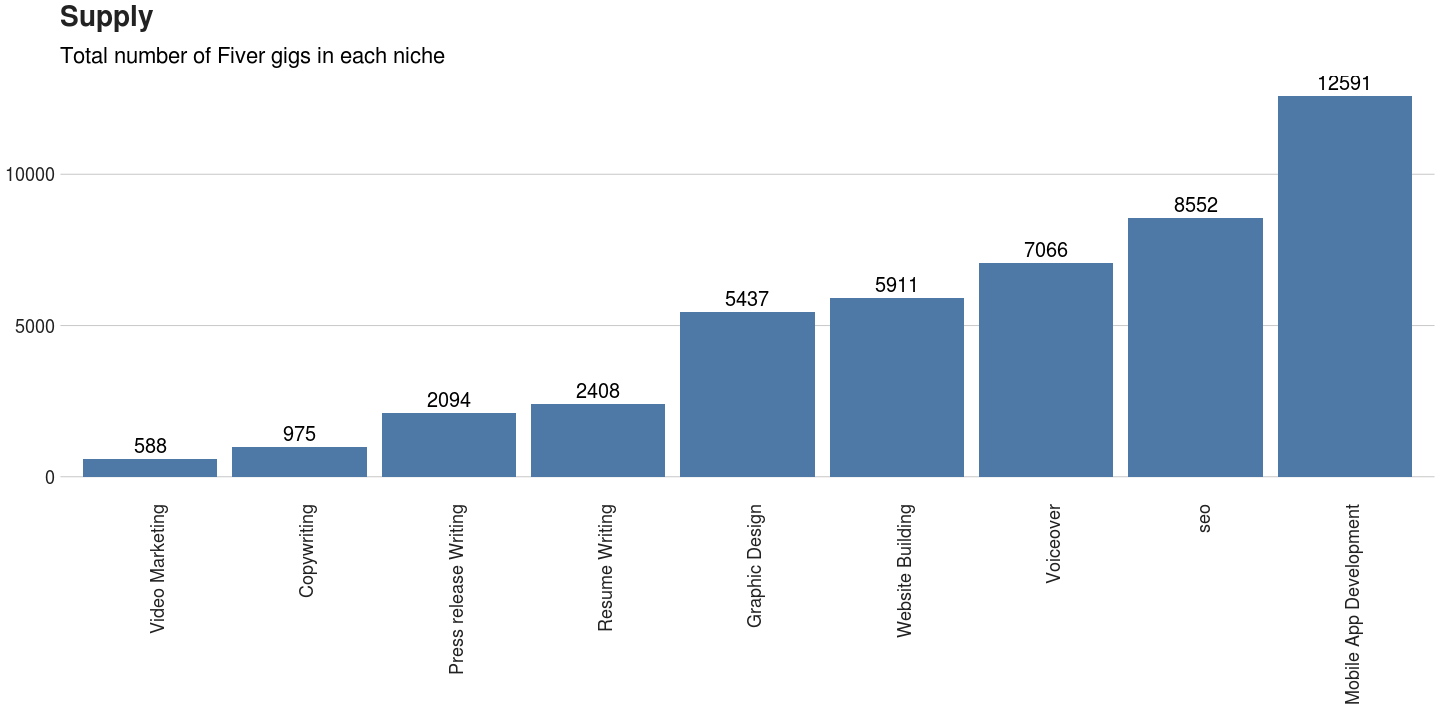 Supply
Total number of Fiver gigs in each niche
10000
5000
0
588
975
2094
2408
5437
5911
7066
8552
12591
Video Marketing
Copywriting
Press release Writing
Resume Writing
Graphic Design
Website Building
Voiceover
seo
Mobile App Development